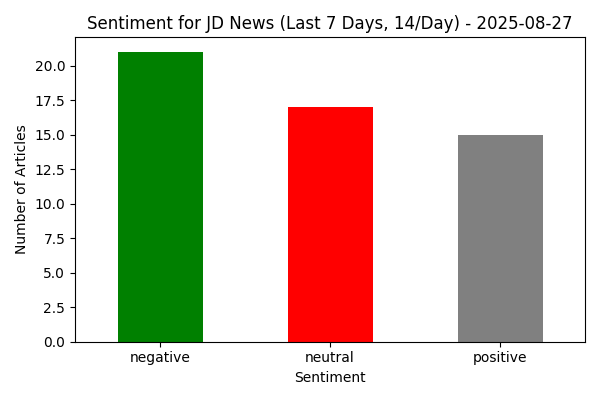 Sentiment for JD News (Last 7 Days, 14/Day) - 2025-08-27
Number of Articles
20.0
17.5
15.0
12.5
10.0
7.5
5.0
2.5
0.0
negative neutral positive
Sentiment